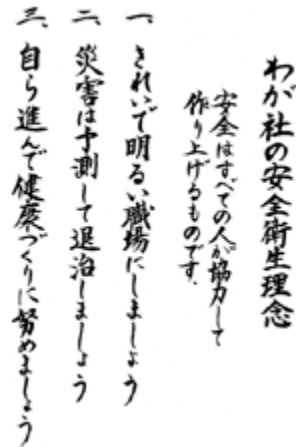 わが社の安全衛生理念
安全はすべての人が協力して
作り上げるものです.
一、きれいで明るい職場にしましょう
二、災害は予測して退治しましょう
三、自ら進んで健康づくりに努めましょう